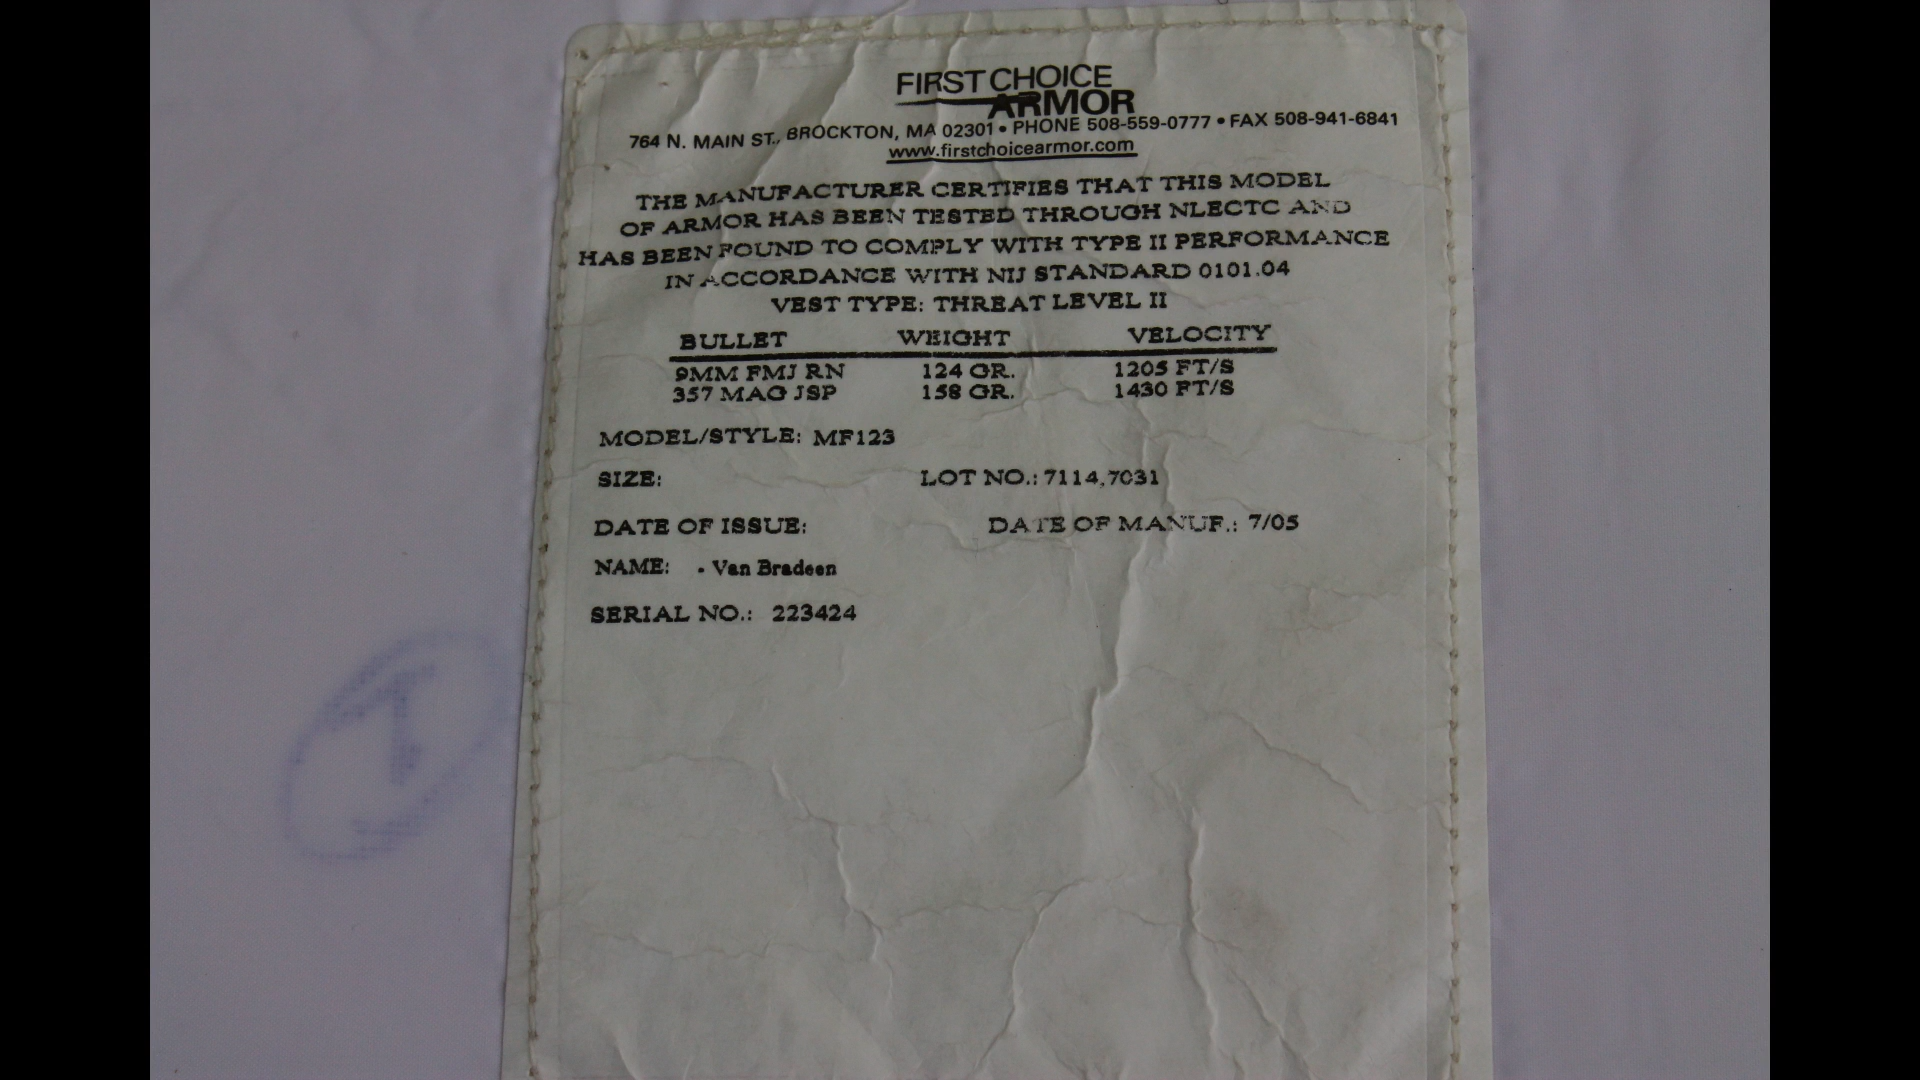 FIRST CHOICE
ARMOR
764 N. MAIN ST., BROCKTON, MA 02301 • PHONE 508-559-0777 • FAX 508-941-6841
www.firstchoicearmor.com
THE MANUFACTURER CERTIFIES THAT THIS MODEL
OF ARMOR HAS BEEN TESTED THROUGH NLECTC AND
HAS BEEN FOUND TO COMPLY WITH TYPE II PERFORMANCE
IN ACCORDANCE WITH NIJ STANDARD 0101.04
VEST TYPE: THREAT LEVEL II
BULLET WEIGHT VELOCITY
9MM FMJ RN 124 GR. 1205 FT/S
357 MAG JSP 158 GR. 1430 FT/S
MODEL/STYLE: MF123
SIZE: LOT NO.: 7114,7031
DATE OF ISSUE: DATE OF MANUF.: 7/05
NAME: . Van Bradeen
SERIAL NO.: 223424